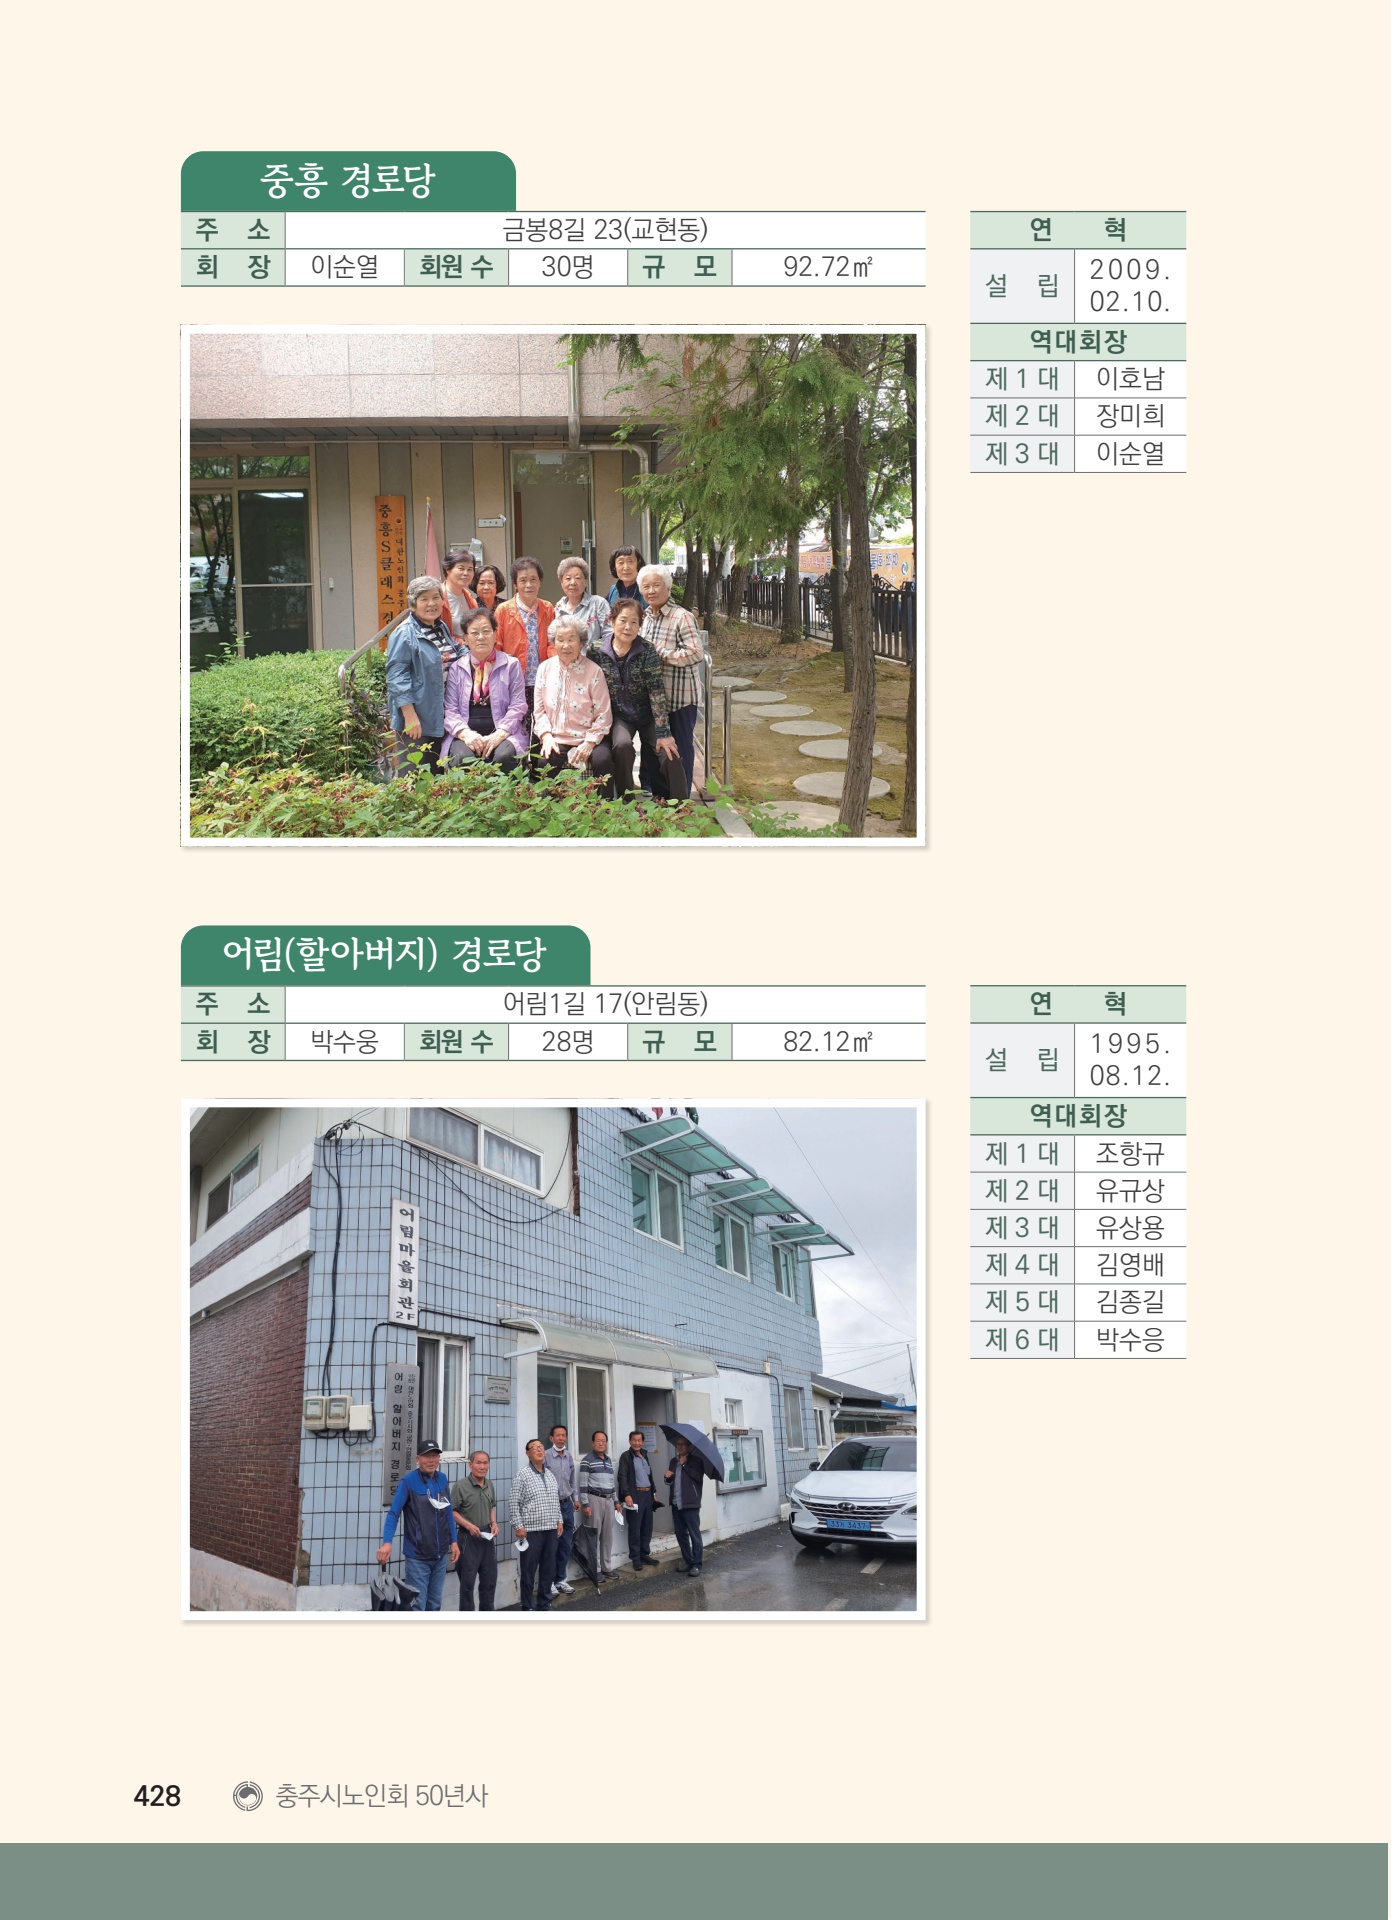 중흥 경로당
주 소 금봉8길 23(교현동)
회 장 이순열 회원 수 30명 규 모 92.72㎡
연 혁
설 립 2009.
02.10.
역대회장
제 1 대 이호남
제 2 대 장미희
제 3 대 이순열
중흥S클래스경
대한노인회 충주
어림(할아버지) 경로당
주 소 어림1길 17(안림동)
회 장 박수웅 회원 수 28명 규 모 82.12㎡
연 혁
설 립 1995.
08.12.
역대회장
제 1 대 조항규
제 2 대 유규상
제 3 대 유상용
제 4 대 김영배
제 5 대 김종길
제 6 대 박수응
어림마을회관
2F
어림 할아버지 경로당
428 충주시노인회 50년사